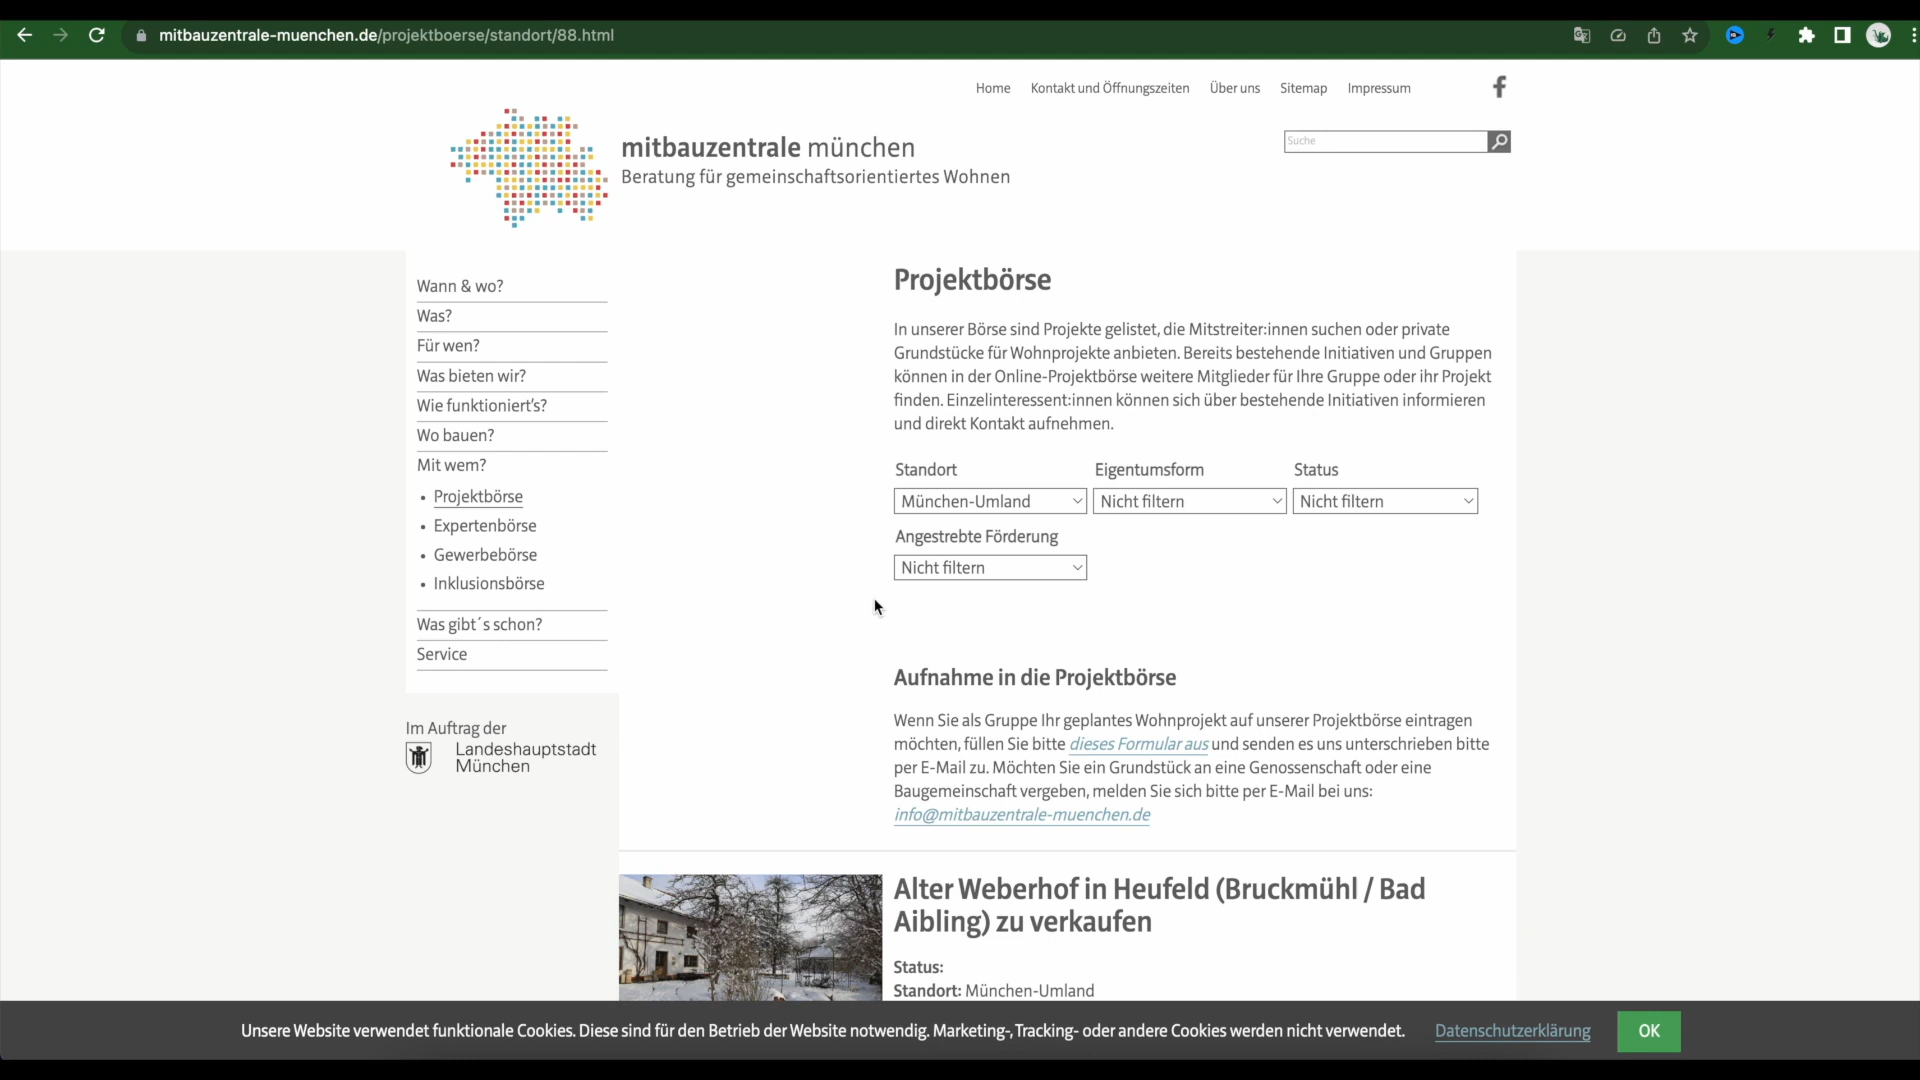 mitbauzentrale-muenchen.de/projektboerse/standort/88.html
Home Kontakt und Öffnungszeiten Über uns Sitemap Impressum
mitbauzentrale münchen
Beratung für gemeinschaftsorientiertes Wohnen
Suche
Wann & wo?
Was?
Für wen?
Was bieten wir?
Wie funktioniert's?
Wo bauen?
Mit wem?
• Projektbörse
• Expertenbörse
• Gewerbebörse
• Inklusionsbörse
Was gibt´s schon?
Service
Im Auftrag der
Landeshauptstadt
München
Projektbörse
In unserer Börse sind Projekte gelistet, die Mitstreiter:innen suchen oder private
Grundstücke für Wohnprojekte anbieten. Bereits bestehende Initiativen und Gruppen
können in der Online-Projektbörse weitere Mitglieder für Ihre Gruppe oder ihr Projekt
finden. Einzelinteressent:innen können sich über bestehende Initiativen informieren
und direkt Kontakt aufnehmen.
Standort Eigentumsform Status
München-Umland Nicht filtern Nicht filtern
Angestrebte Förderung
Nicht filtern
Aufnahme in die Projektbörse
Wenn Sie als Gruppe Ihr geplantes Wohnprojekt auf unserer Projektbörse eintragen
möchten, füllen Sie bitte dieses Formular aus und senden es uns unterschrieben bitte
per E-Mail zu. Möchten Sie ein Grundstück an eine Genossenschaft oder eine
Baugemeinschaft vergeben, melden Sie sich bitte per E-Mail bei uns:
info@mitbauzentrale-muenchen.de
Alter Weberhof in Heufeld (Bruckmühl / Bad
Aibling) zu verkaufen
Status:
Standort: München-Umland
Unsere Website verwendet funktionale Cookies. Diese sind für den Betrieb der Website notwendig. Marketing-, Tracking- oder andere Cookies werden nicht verwendet. Datenschutzerklärung OK